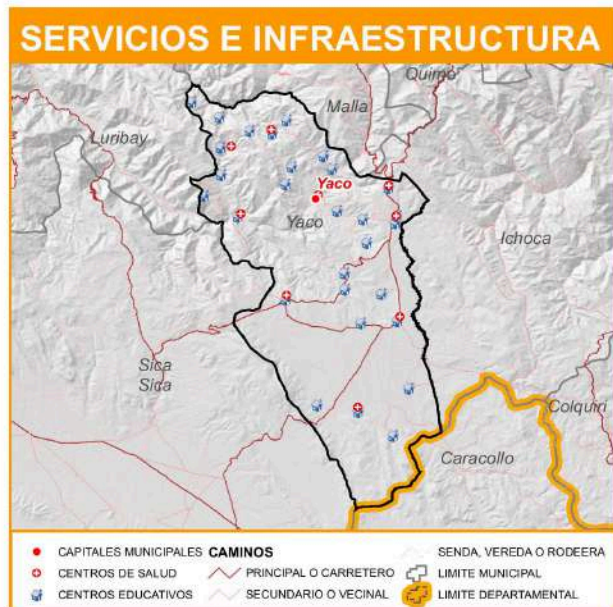 SERVICIOS E INFRAESTRUCTURA
Quime
Malla
Luribay
Yaco
Yaco
Ichoca
Sica
Sica
Colquiri
Caracollo
CAPITALES MUNICIPALES
CENTROS DE SALUD
CENTROS EDUCATIVOS
CAMINOS
PRINCIPAL O CARRETERO
SECUNDARIO O VECINAL
SENDA, VEREDA O RODEERA
LIMITE MUNICIPAL
LIMITE DEPARTAMENTAL